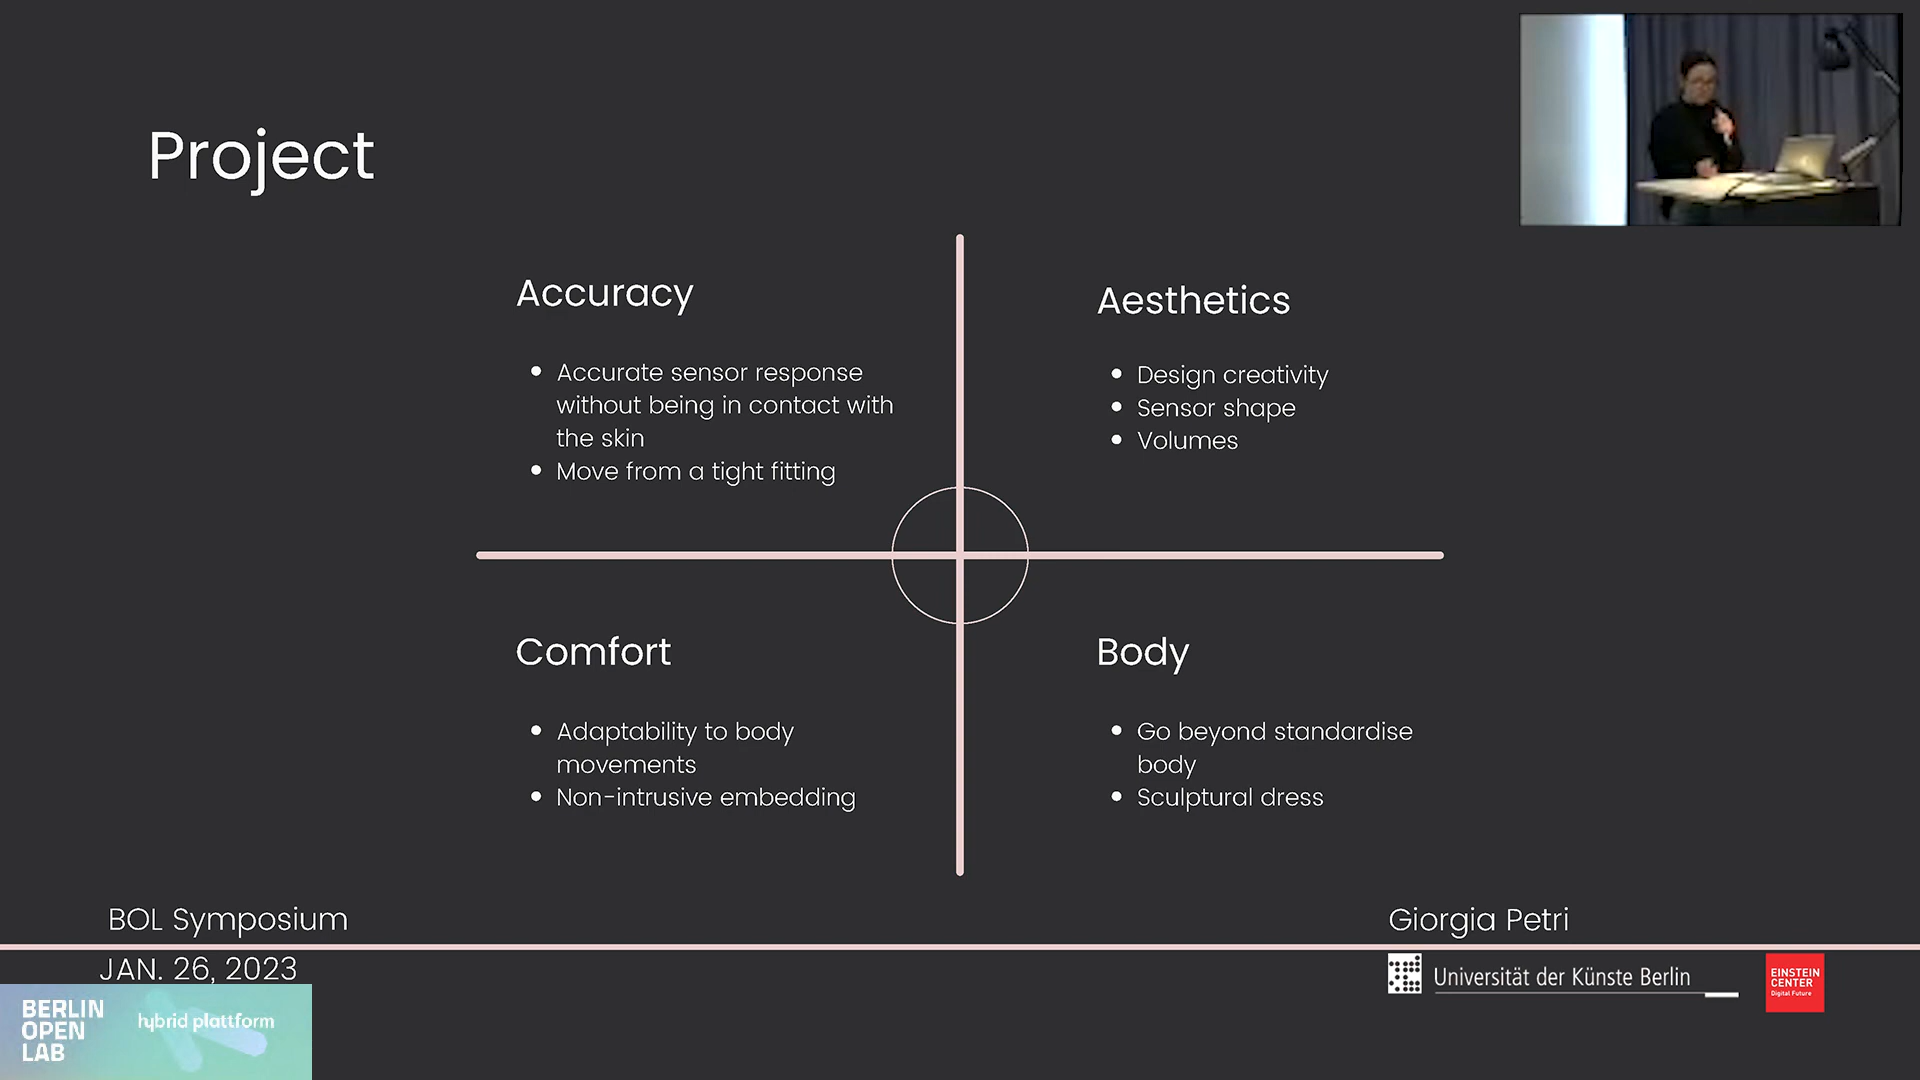 Project
Accuracy
Accurate sensor response
without being in contact with
the skin
Move from a tight fitting
Aesthetics
Design creativity
Sensor shape
Volumes
Comfort
Adaptability to body
movements
Non-intrusive embedding
Body
Go beyond standardise
body
Sculptural dress
BOL Symposium
JAN. 26, 2023
Giorgia Petri
Universität der Künste Berlin
EINSTEIN
CENTER
Digital Future
BERLIN
OPEN
LAB
hybrid plattform